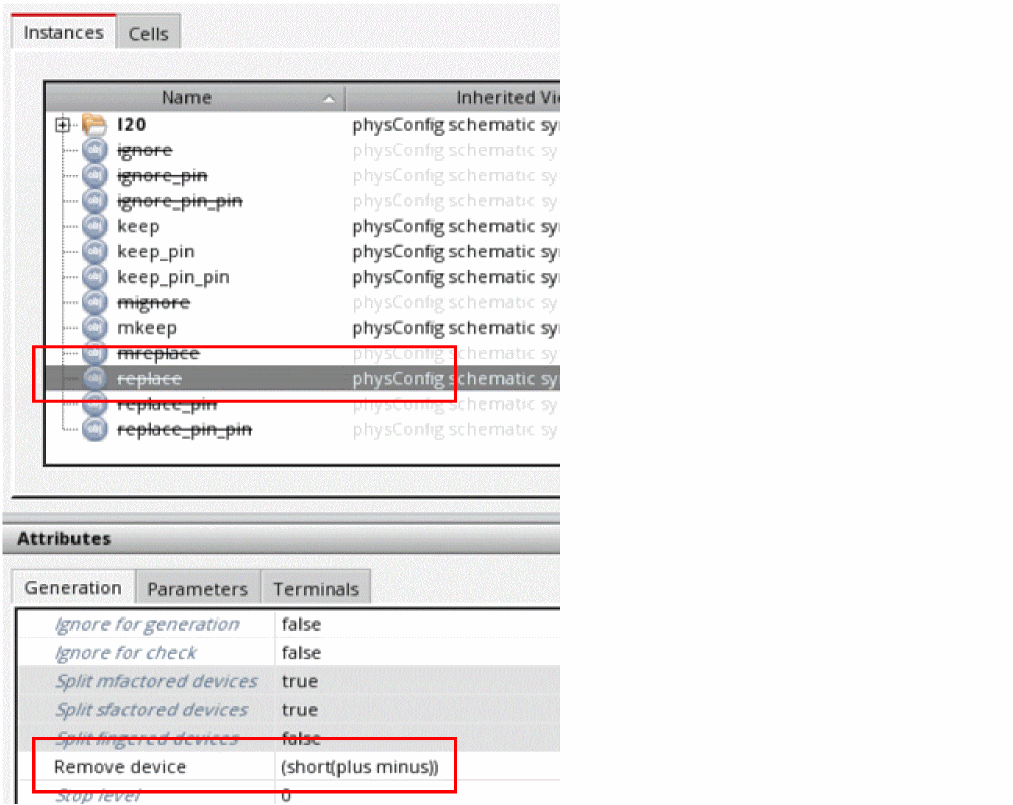 Instances Cells
Name Inherited Vi
I20 physConfig schematic sy
ignore physConfig schematic sy
ignore_pin physConfig schematic sy
ignore_pin_pin physConfig schematic sy
keep physConfig schematic sy
keep_pin physConfig schematic sy
keep_pin_pin physConfig schematic sy
mignore physConfig schematic sy
mkeep physConfig schematic sy
mreplace physConfig schematic sy
replace physConfig schematic sy
replace_pin physConfig schematic sy
replace_pin_pin physConfig schematic sy
Attributes
Generation Parameters Terminals
Ignore for generation false
Ignore for check false
Split mfactored devices true
Split sfactored devices true
Split fingered devices false
Remove device (short(plus minus))
Stop level 0